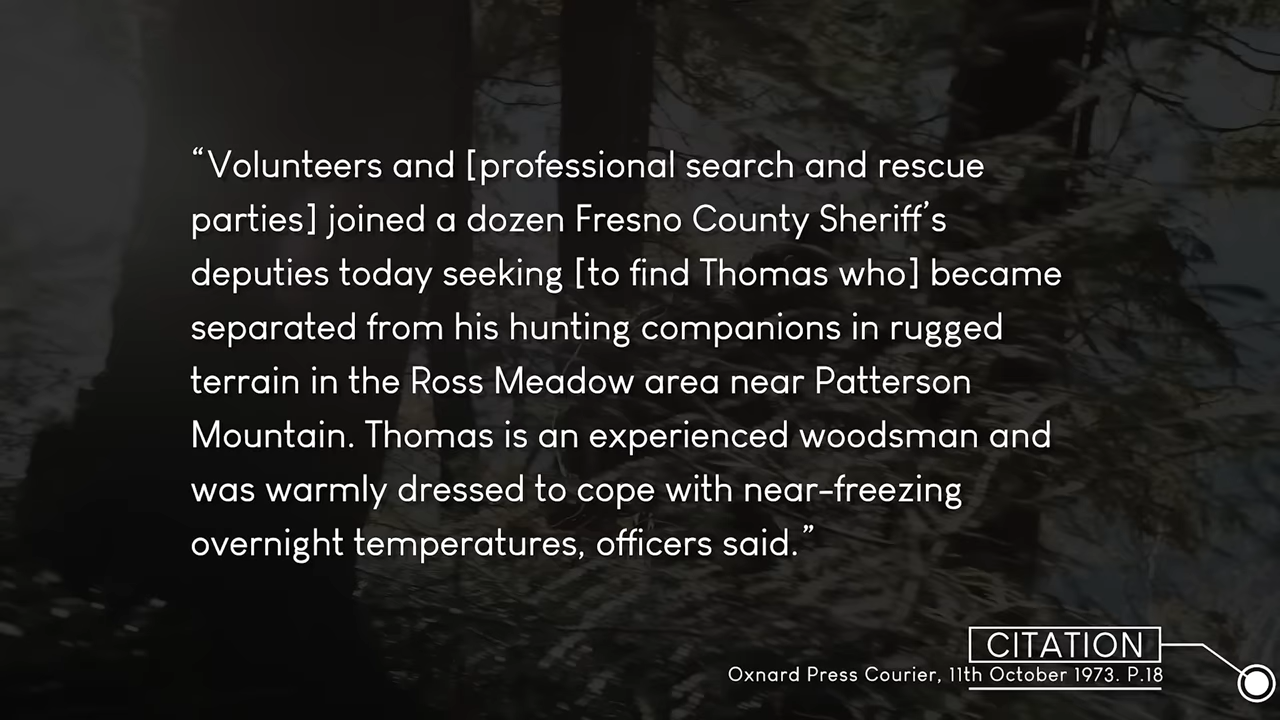 “Volunteers and [professional search and rescue
parties] joined a dozen Fresno County Sheriff’s
deputies today seeking [to find Thomas who] became
separated from his hunting companions in rugged
terrain in the Ross Meadow area near Patterson
Mountain. Thomas is an experienced woodsman and
was warmly dressed to cope with near-freezing
overnight temperatures, officers said.”
CITATION
Oxnard Press Courier, 11th October 1973. P.18